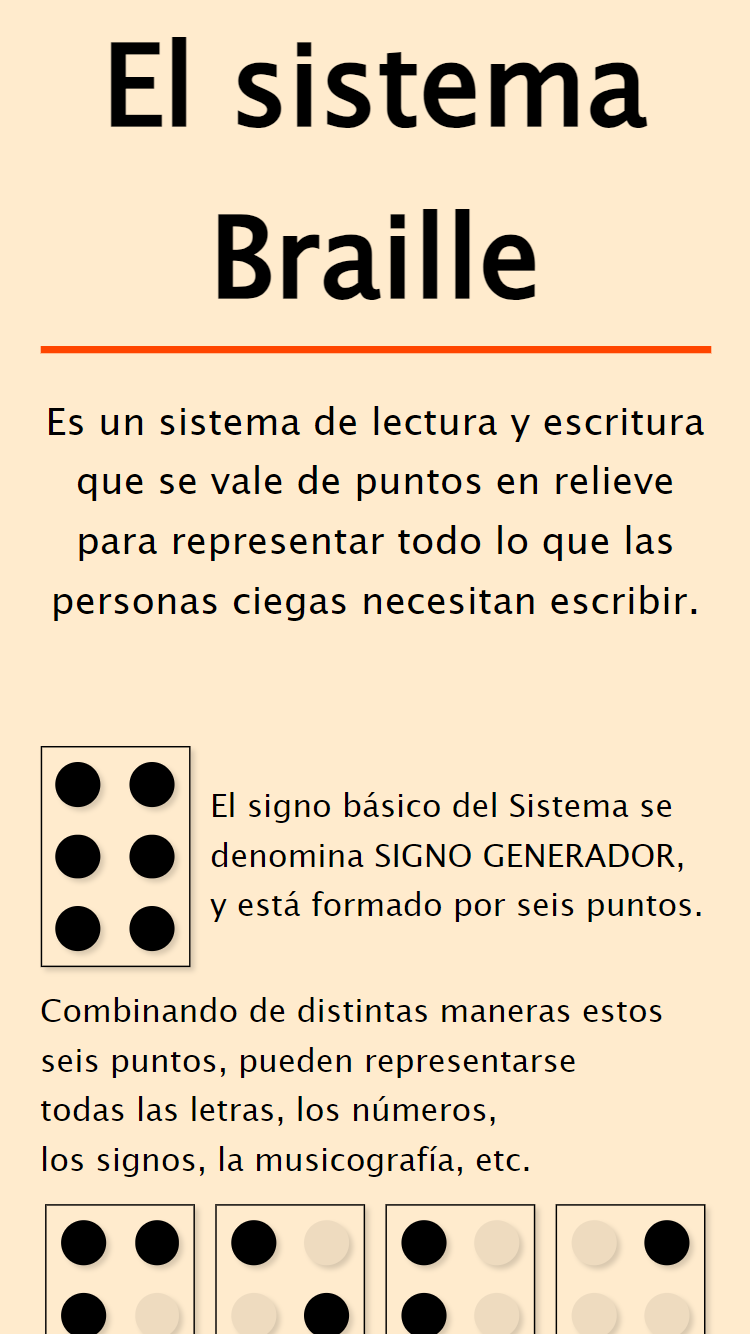 El sistema
Braille
Es un sistema de lectura y escritura
que se vale de puntos en relieve
para representar todo lo que las
personas ciegas necesitan escribir.
El signo básico del Sistema se
denomina SIGNO GENERADOR,
y está formado por seis puntos.
Combinando de distintas maneras estos
seis puntos, pueden representarse
todas las letras, los números,
los signos, la musicografía, etc.